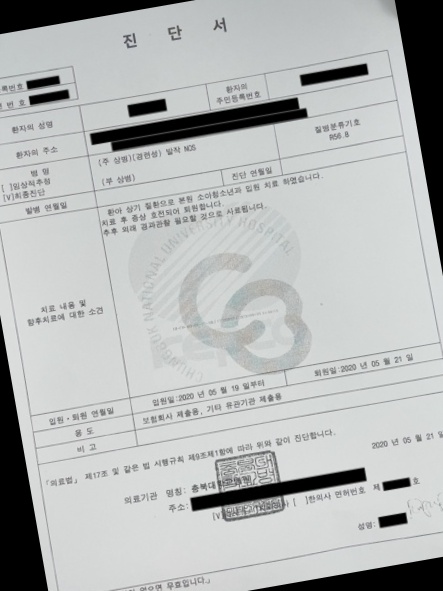 진 단 서
등록번호
번 호
환자의 성명
환자의
주민등록번호
환자의 주소
병 명
[ ]임상적추정
[V]최종진단
(주 상병)(경련성) 발작 NOS
(부 상병)
질병분류기호
R56.8
발병 연월일
진단 연월일
환아 상기 질환으로 본원 소아청소년과 입원 치료 하였습니다.
치료 후 증상 호전되어 퇴원합니다.
추후 외래 경과관찰 필요할 것으로 사료됩니다.
치료 내용 및
향후치료에 대한 소견
CHUNGBUK NATIONAL UNIVERSITY HOSPITAL
입원·퇴원 연월일
입원일:2020 년 05 월 19 일부터
퇴원일:2020 년 05 월 21 일
용 도
보험회사 제출용, 기타 유관기관 제출용
비 고
「의료법」 제17조 및 같은 법 시행규칙 제9조제1항에 따라 위와 같이 진단합니다.
2020 년 05 월 21 일
의료기관 명칭: 충북대학교병원
주소:
[V] [ ]한의사 면허번호 제 호
성명:
없으면 무효입니다.」